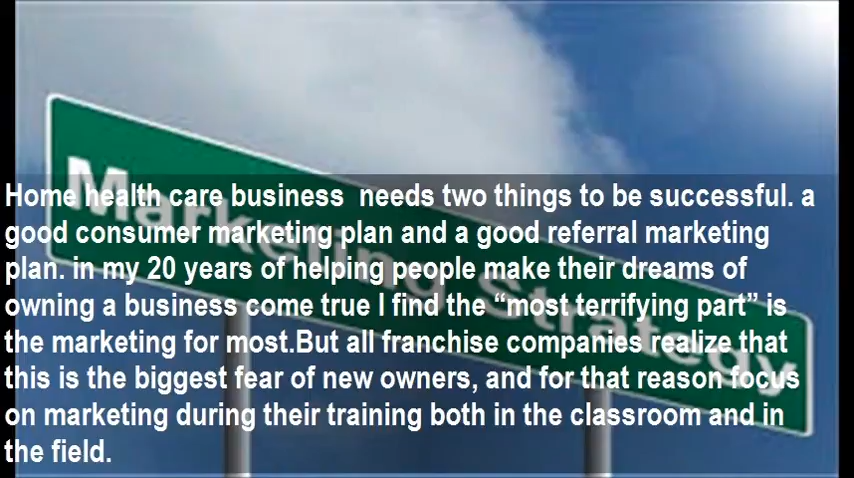 Marketing Strategy
Home health care business  needs two things to be successful. a
good consumer marketing plan and a good referral marketing
plan. in my 20 years of helping people make their dreams of
owning a business come true I find the “most terrifying part” is
the marketing for most.But all franchise companies realize that
this is the biggest fear of new owners, and for that reason focus
on marketing during their training both in the classroom and in
the field.